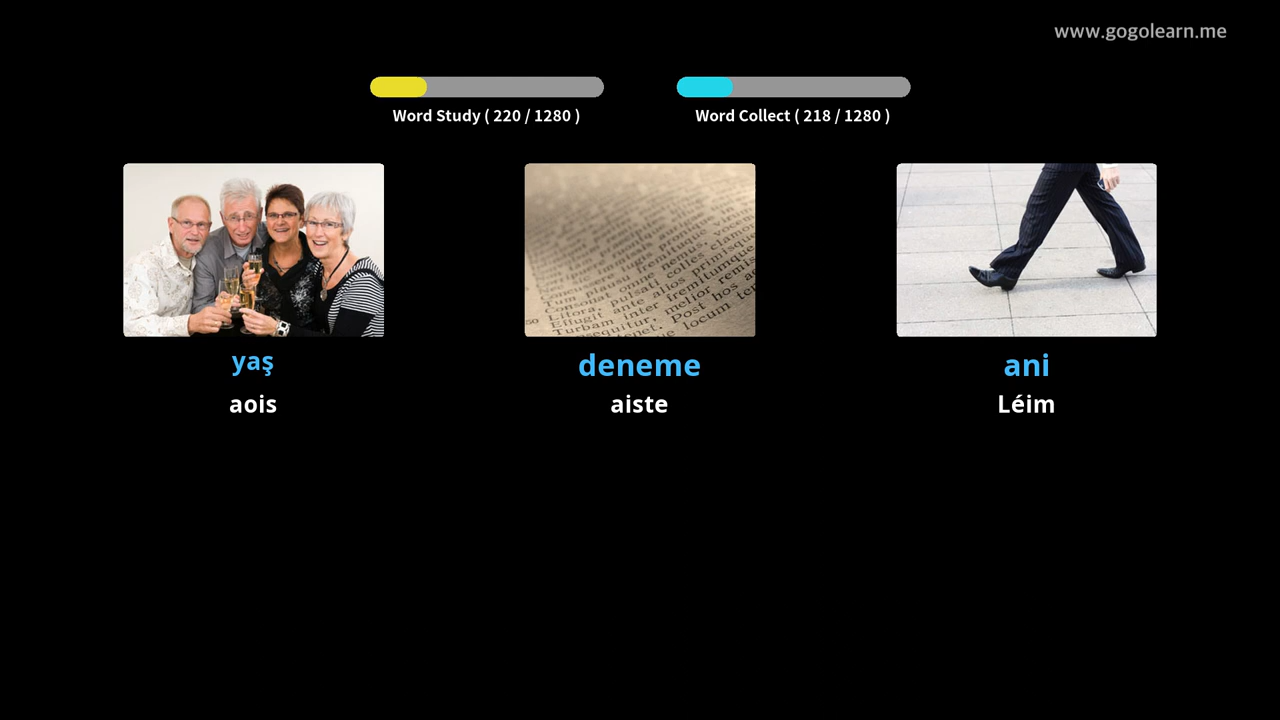 www.gogolearn.me
Word Study ( 220 / 1280 )
Word Collect ( 218 / 1280 )
yaş
deneme
ani
aois
aiste
Léim